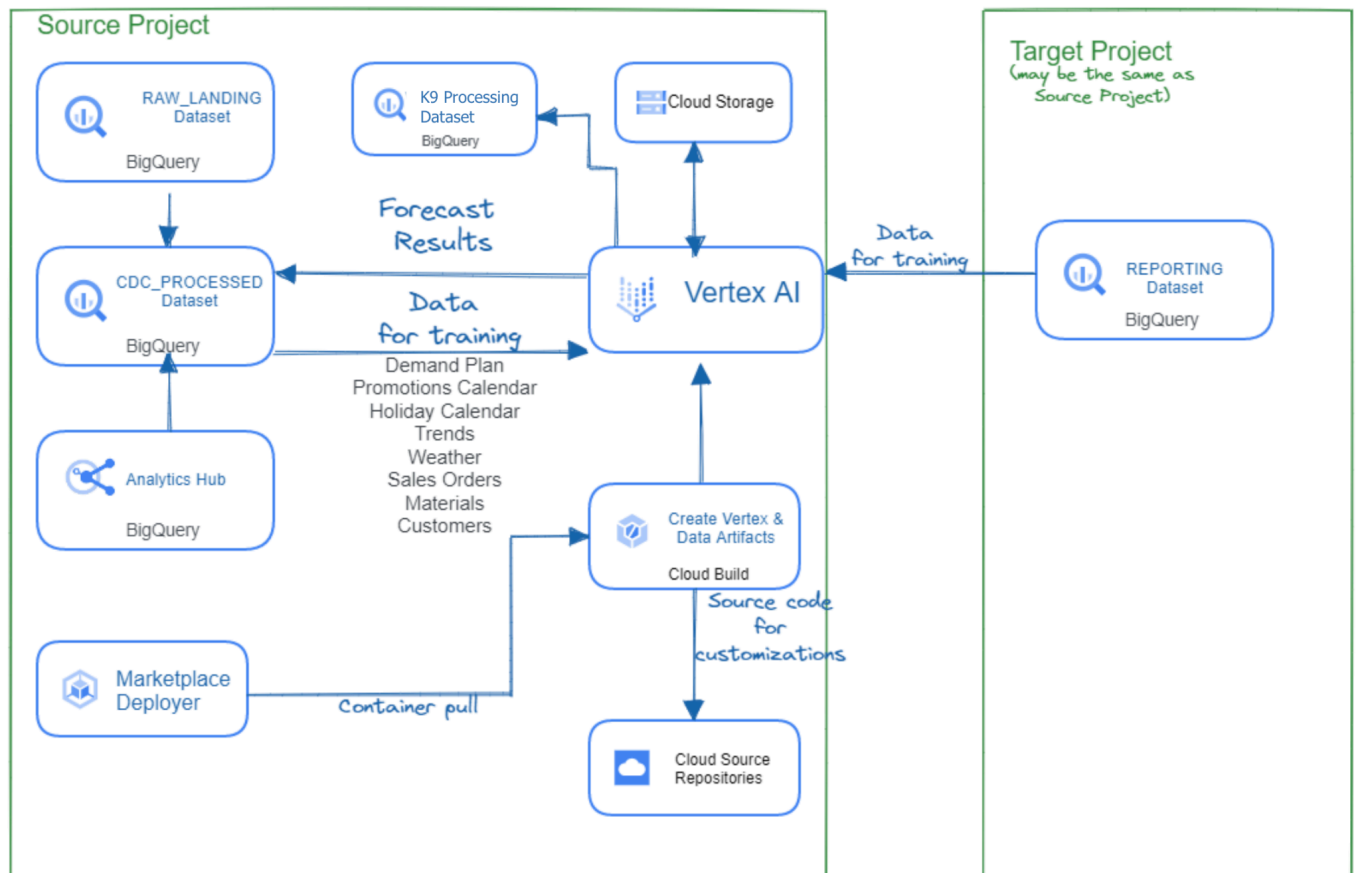 Source Project
RAW_LANDING
Dataset
BigQuery
K9 Processing
Dataset
BigQuery
Cloud Storage
Target Project
(may be the same as
Source Project)
Forecast
Results
CDC_PROCESSED
Dataset
BigQuery
Vertex AI
Data
for training
REPORTING
Dataset
BigQuery
Data
for training
Demand Plan
Promotions Calendar
Holiday Calendar
Trends
Weather
Sales Orders
Materials
Customers
Analytics Hub
BigQuery
Create Vertex &
Data Artifacts
Cloud Build
Source code
for
customizations
Marketplace
Deployer
Container pull
Cloud Source
Repositories